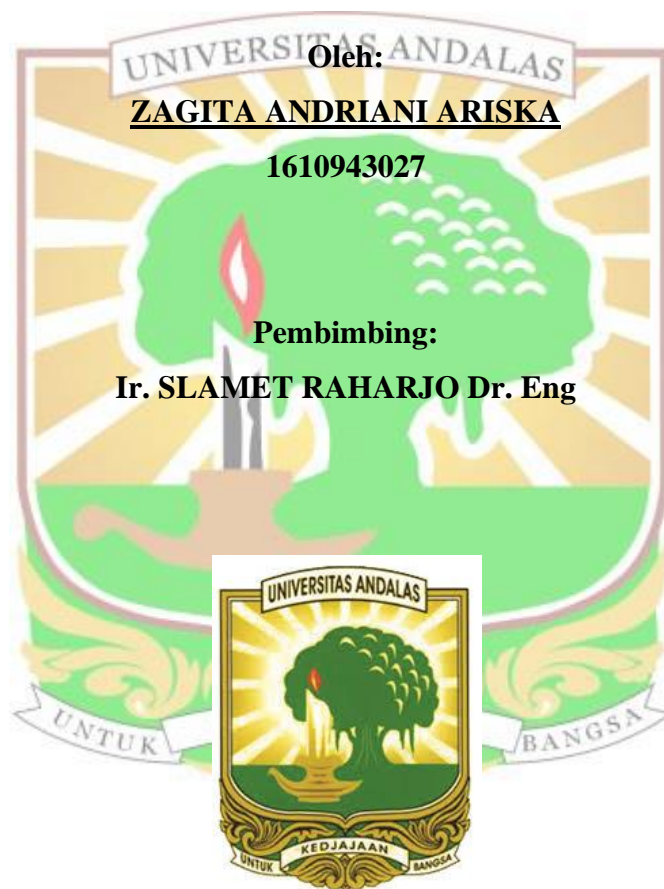 UNIVERSITAS ANDALAS
Oleh:
ZAGITA ANDRIANI ARISKA
1610943027
Pembimbing:
Ir. SLAMET RAHARJO Dr. Eng
UNIVERSITAS ANDALAS
UNTUK BANGSA
UNTUK KEDJAJAAN BANGSA